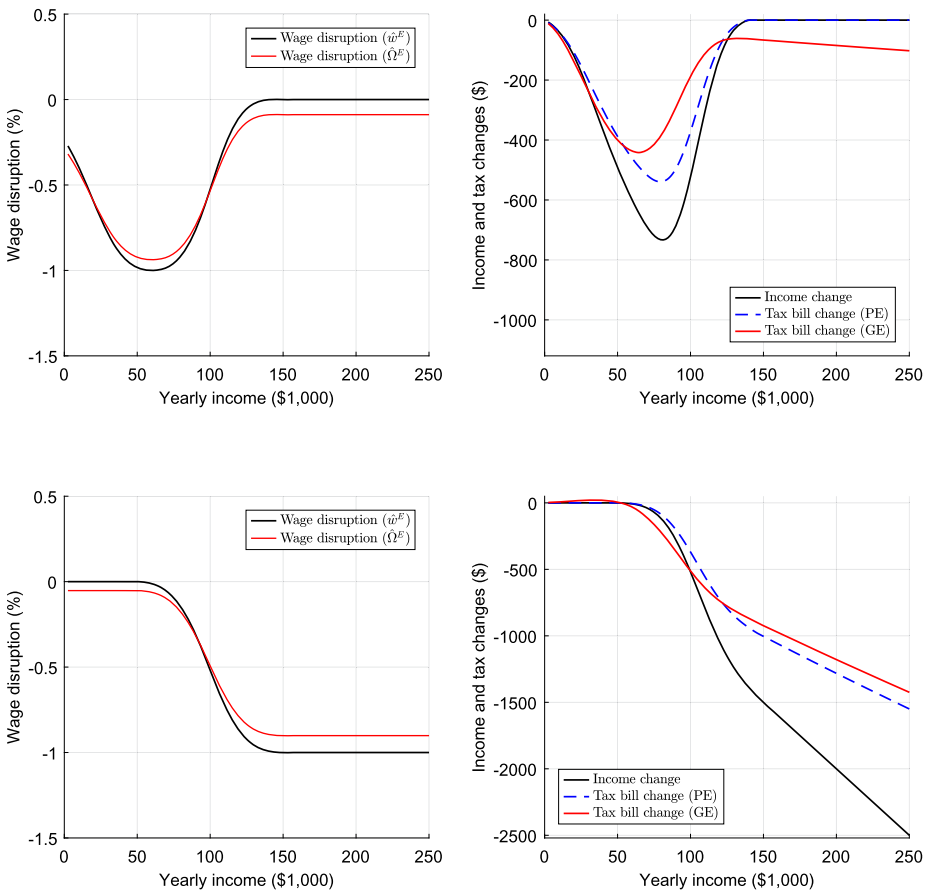 Wage disruption (%)
0.5
0
-0.5
-1
-1.5
Wage disruption (ŵᴱ)
Wage disruption (Ω̂ᴱ)
0 50 100 150 200 250
Yearly income ($1,000)
Income and tax changes ($)
0
-200
-400
-600
-800
-1000
Income change
Tax bill change (PE)
Tax bill change (GE)
0 50 100 150 200 250
Yearly income ($1,000)
Wage disruption (%)
0.5
0
-0.5
-1
-1.5
Wage disruption (ŵᴱ)
Wage disruption (Ω̂ᴱ)
0 50 100 150 200 250
Yearly income ($1,000)
Income and tax changes ($)
0
-500
-1000
-1500
-2000
-2500
Income change
Tax bill change (PE)
Tax bill change (GE)
0 50 100 150 200 250
Yearly income ($1,000)